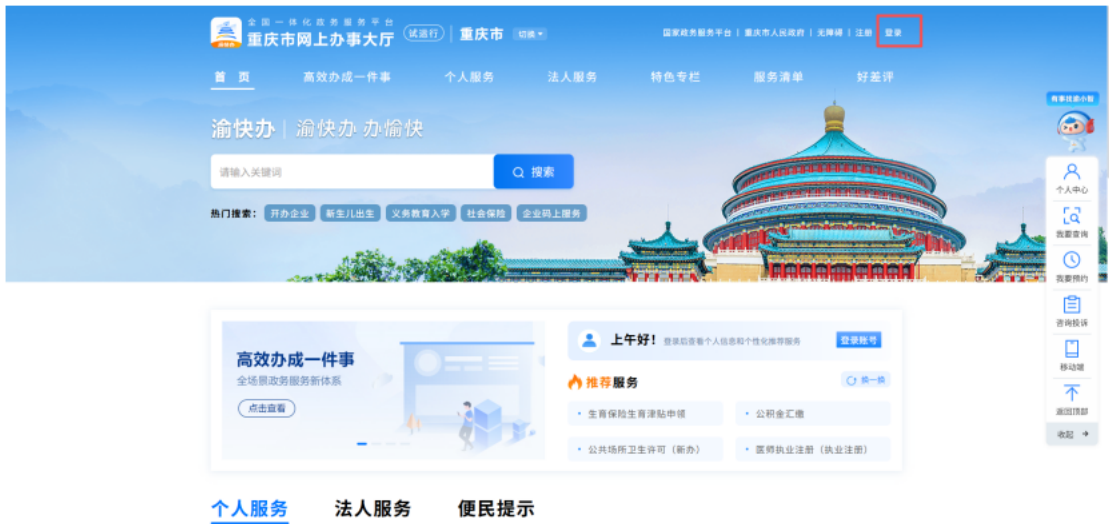 全国一体化政务服务平台
重庆市网上办事大厅 (试运行) | 重庆市 切换
国家政务服务平台 | 重庆市人民政府 | 无障碍 | 注册 登录
首 页 高效办成一件事 个人服务 法人服务 特色专栏 服务清单 好差评
渝快办 | 渝快办 办愉快
请输入关键词 搜索
热门搜索: 开办企业 新生儿出生 义务教育入学 社会保险 企业码上服务
有事找渝小智
个人中心
我要查询
我要预约
咨询投诉
移动端
返回顶部
收起
高效办成一件事
全场景政务服务新体系
点击查看
上午好! 登录后查看个人信息和个性化推荐服务 登录账号
推荐服务 换一换
· 生育保险生育津贴申领 · 公积金汇缴
· 公共场所卫生许可(新办) · 医师执业注册(执业注册)
个人服务 法人服务 便民提示